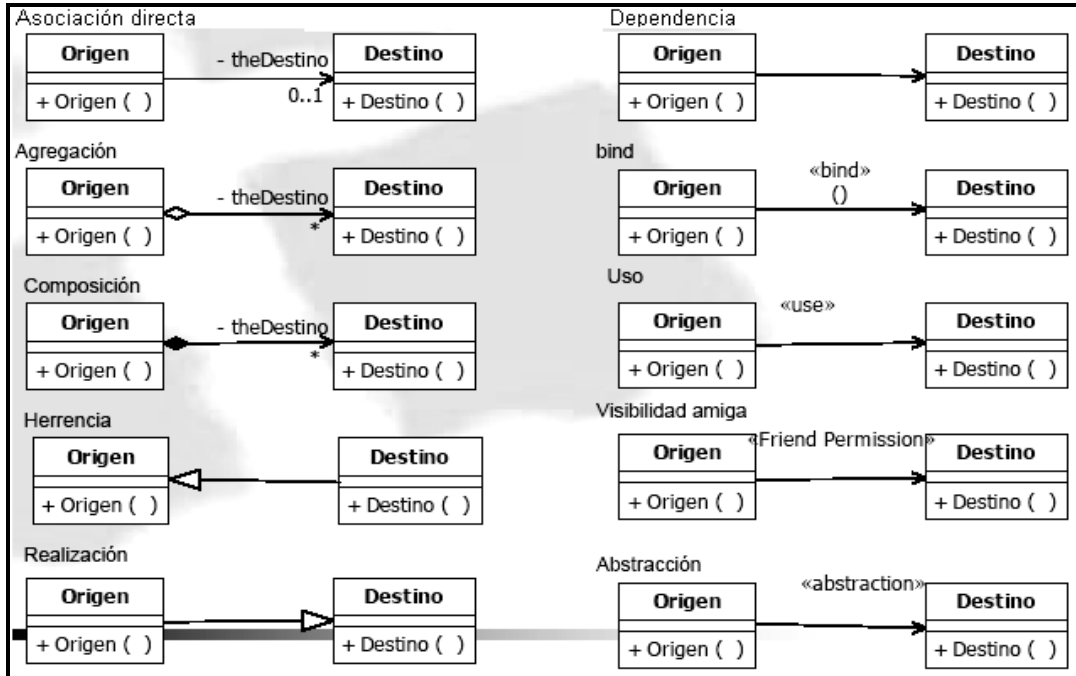 Asociación directa
Origen
- theDestino
Destino
0..1
+ Origen ( )
+ Destino ( )
Agregación
Origen
- theDestino
Destino
*
+ Origen ( )
+ Destino ( )
Composición
Origen
- theDestino
Destino
*
+ Origen ( )
+ Destino ( )
Herrencia
Origen
Destino
+ Origen ( )
+ Destino ( )
Realización
Origen
Destino
+ Origen ( )
+ Destino ( )
Dependencia
Origen
Destino
+ Origen ( )
+ Destino ( )
bind
Origen
«bind»
()
Destino
+ Origen ( )
+ Destino ( )
Uso
Origen
«use»
Destino
+ Origen ( )
+ Destino ( )
Visibilidad amiga
Origen
«Friend Permission»
Destino
+ Origen ( )
+ Destino ( )
Abstracción
Origen
«abstraction»
Destino
+ Origen ( )
+ Destino ( )